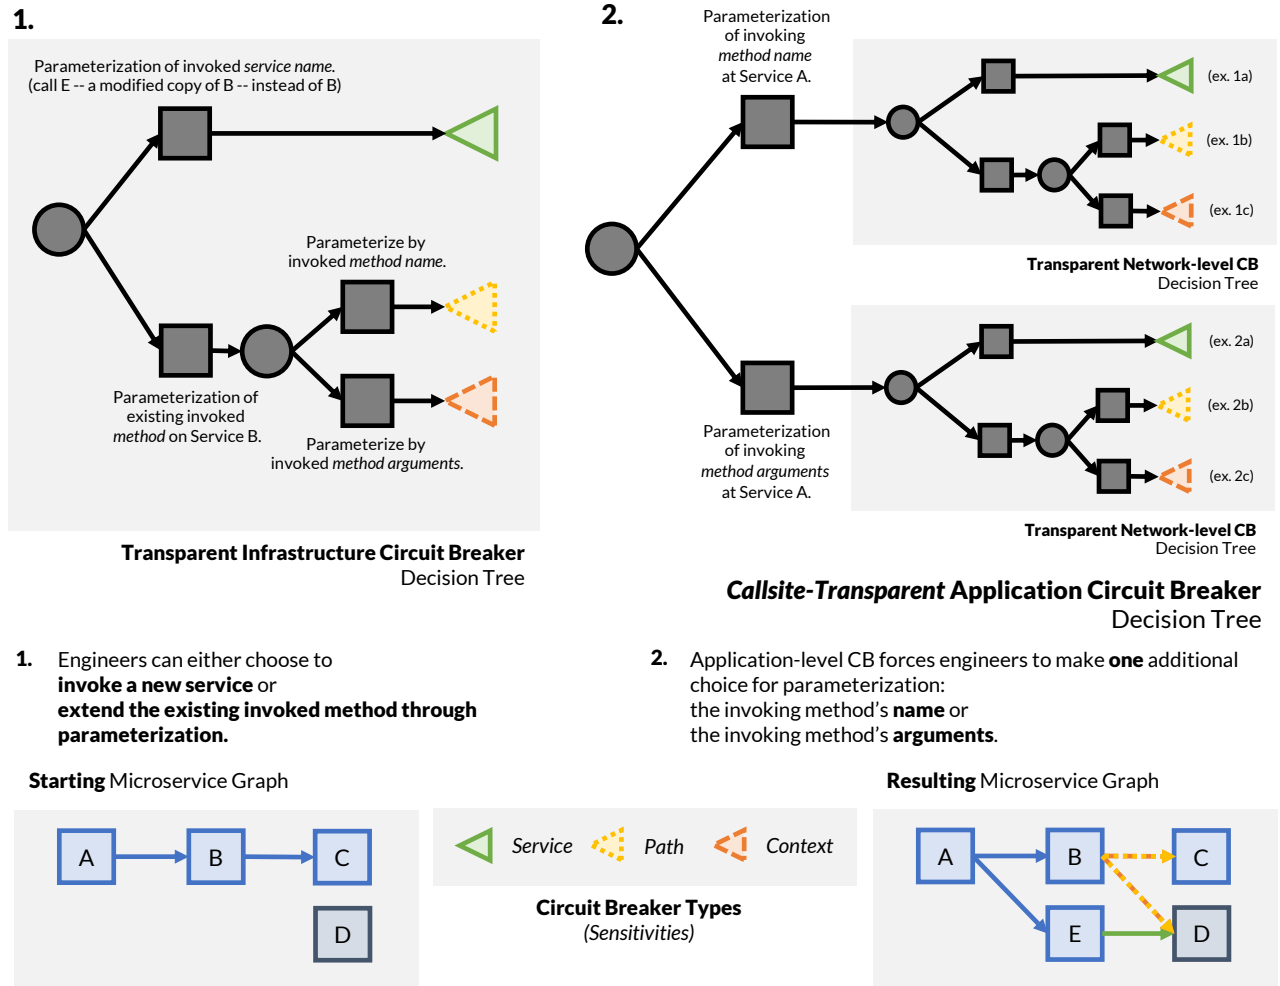 1.
Parameterization of invoked service name.
(call E -- a modified copy of B -- instead of B)
Parameterize by
invoked method name.
Parameterization of
existing invoked
method on Service B.
Parameterize by
invoked method arguments.
Transparent Infrastructure Circuit Breaker
Decision Tree
2.
Parameterization
of invoking
method name
at Service A.
(ex. 1a)
(ex. 1b)
(ex. 1c)
Transparent Network-level CB
Decision Tree
Parameterization
of invoking
method arguments
at Service A.
(ex. 2a)
(ex. 2b)
(ex. 2c)
Transparent Network-level CB
Decision Tree
Callsite-Transparent Application Circuit Breaker
Decision Tree
1. Engineers can either choose to
invoke a new service or
extend the existing invoked method through
parameterization.
2. Application-level CB forces engineers to make one additional
choice for parameterization:
the invoking method's name or
the invoking method's arguments.
Starting Microservice Graph
A B C
D
Service Path Context
Circuit Breaker Types
(Sensitivities)
Resulting Microservice Graph
A B C
E D